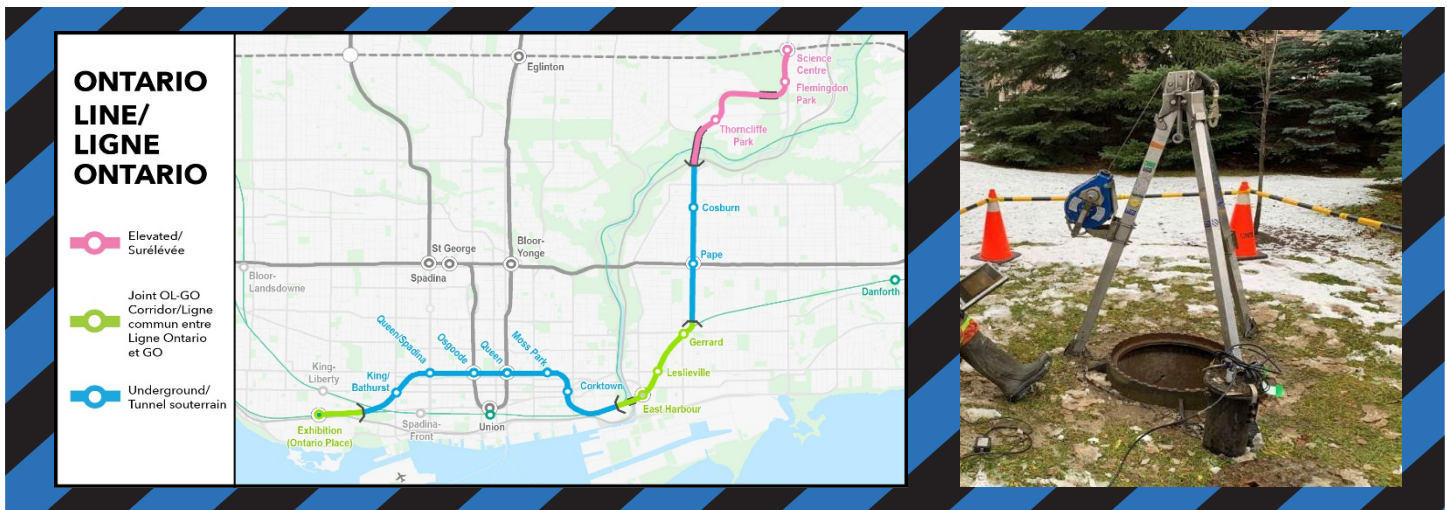 ONTARIO
LINE/
LIGNE
ONTARIO
Elevated/
Surélévée
Joint OL-GO
Corridor/Ligne
commun entre
Ligne Ontario
et GO
Underground/
Tunnel souterrain
Eglinton
Science
Centre
Flemingdon
Park
Thorncliffe
Park
Cosburn
Pape
Danforth
St George
Spadina
Bloor-
Yonge
Bloor-
Landsdowne
Gerrard
Leslieville
East Harbour
Corktown
Moss Park
Queen
Osgoode
Queen/Spadina
King/
Bathurst
King-
Liberty
Exhibition
(Ontario Place)
Spadina-
Front
Union